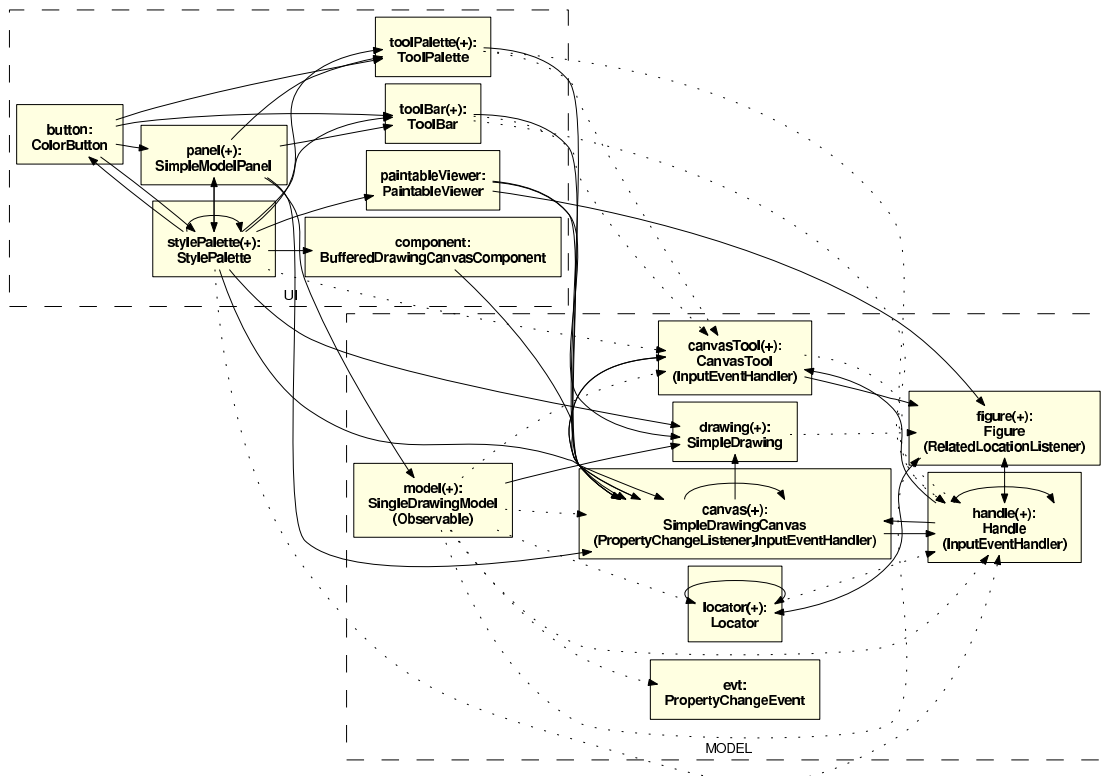 toolPalette(+):
ToolPalette
toolBar(+):
ToolBar
button:
ColorButton
panel(+):
SimpleModelPanel
paintableViewer:
PaintableViewer
stylePalette(+):
StylePalette
component:
BufferedDrawingCanvasComponent
UI
canvasTool(+):
CanvasTool
(InputEventHandler)
drawing(+):
SimpleDrawing
figure(+):
Figure
(RelatedLocationListener)
model(+):
SingleDrawingModel
(Observable)
canvas(+):
SimpleDrawingCanvas
(PropertyChangeListener,InputEventHandler)
handle(+):
Handle
(InputEventHandler)
locator(+):
Locator
evt:
PropertyChangeEvent
MODEL